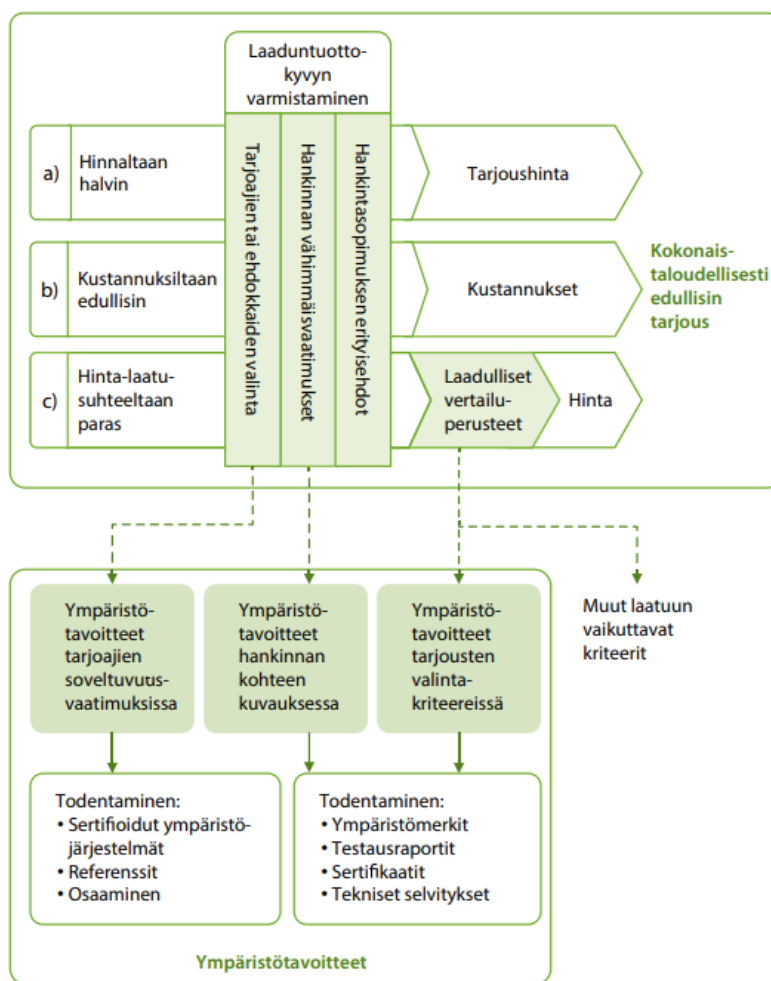 Laaduntuotto-
kyvyn
varmistaminen
a)
Hinnaltaan
halvin
Tarjoajien tai ehdokkaiden valinta
Hankinnan vähimmäisvaatimukset
Hankintasopimuksen erityisehdot
Tarjoushinta
b)
Kustannuksiltaan
edullisin
Kustannukset
Kokonais-
taloudellisesti
edullisin
tarjous
c)
Hinta-laatu-
suhteeltaan
paras
Laadulliset
vertailu-
perusteet
Hinta
Ympäristö-
tavoitteet
tarjoajien
soveltuvuus-
vaatimuksissa
Ympäristö-
tavoitteet
hankinnan
kohteen
kuvauksessa
Ympäristö-
tavoitteet
tarjousten
valinta-
kriteereissä
Muut laatuun
vaikuttavat
kriteerit
Todentaminen:
• Sertifioidut ympäristö-
järjestelmät
• Referenssit
• Osaaminen
Todentaminen:
• Ympäristömerkit
• Testausraportit
• Sertifikaatit
• Tekniset selvitykset
Ympäristötavoitteet